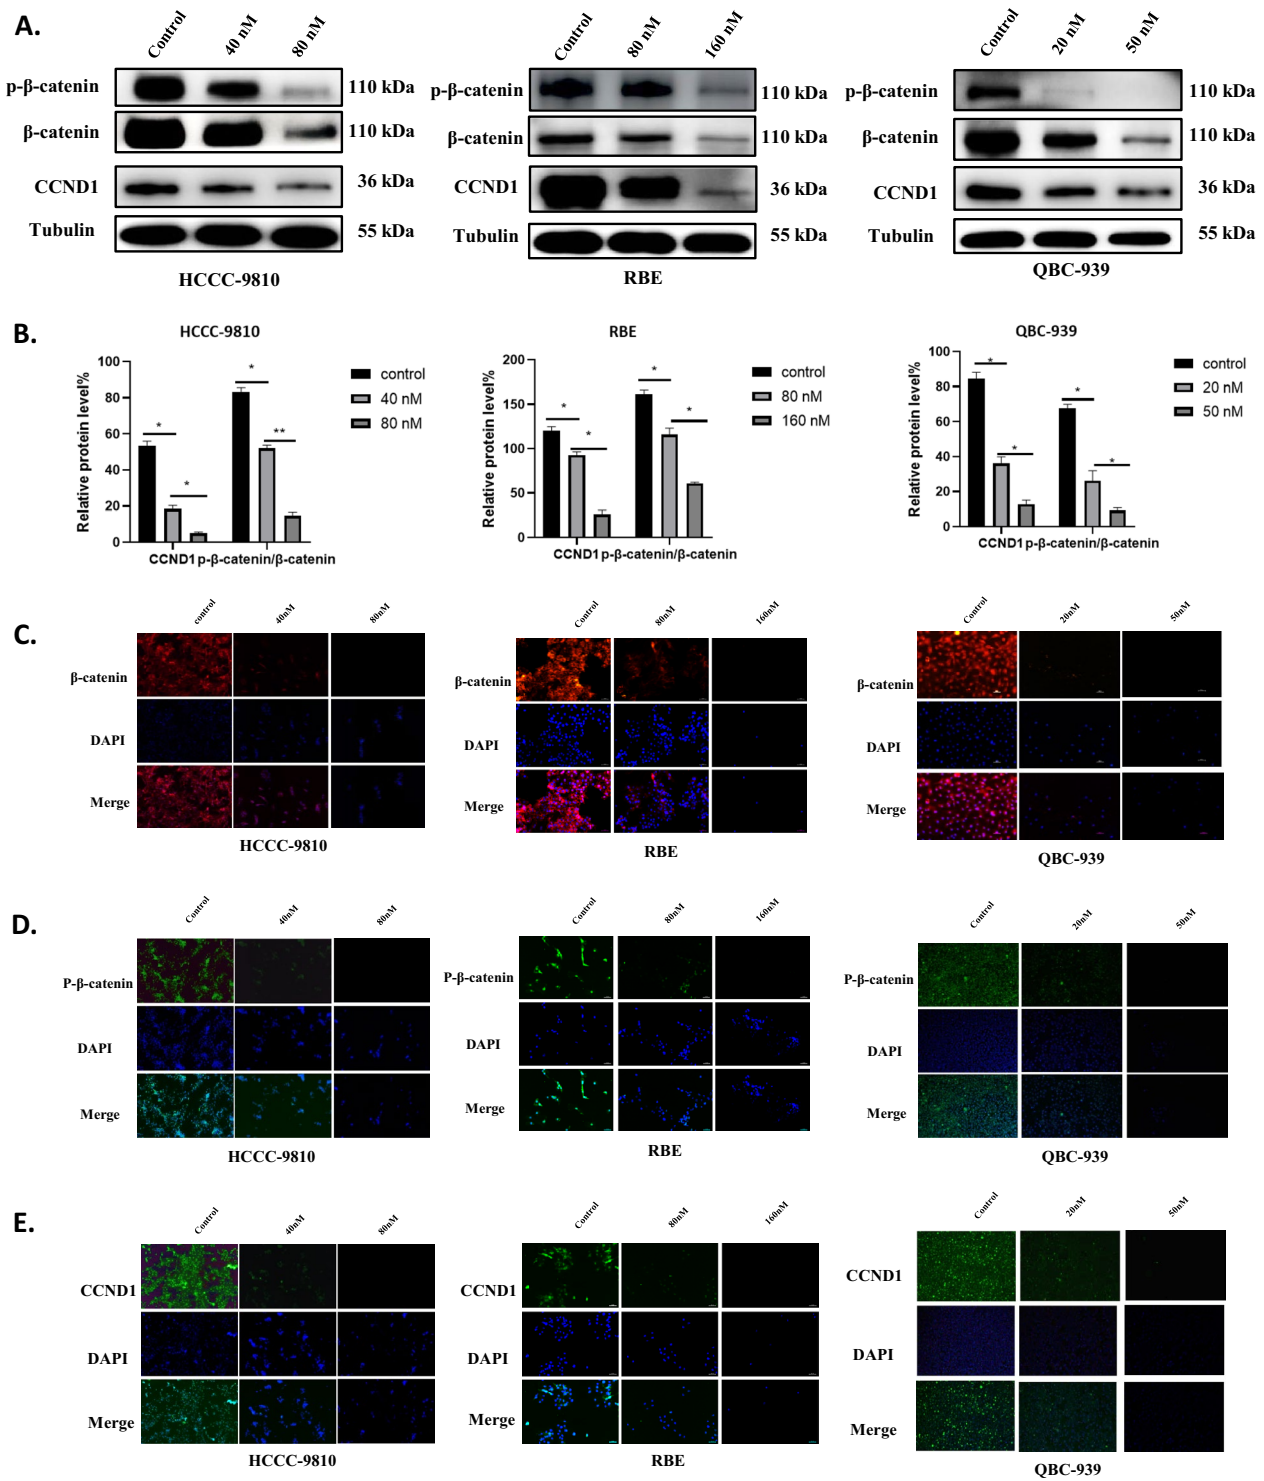 A.
Control 40 nM 80 nM
p-β-catenin 110 kDa
β-catenin 110 kDa
CCND1 36 kDa
Tubulin 55 kDa
HCCC-9810
Control 80 nM 160 nM
p-β-catenin 110 kDa
β-catenin 110 kDa
CCND1 36 kDa
Tubulin 55 kDa
RBE
Control 20 nM 50 nM
p-β-catenin 110 kDa
β-catenin 110 kDa
CCND1 36 kDa
Tubulin 55 kDa
QBC-939
B.
HCCC-9810
Relative protein level%
100
80
60
40
20
0
* * * **
CCND1 p-β-catenin/β-catenin
control
40 nM
80 nM
RBE
Relative protein level%
200
150
100
50
0
* * * *
CCND1 p-β-catenin/β-catenin
control
80 nM
160 nM
QBC-939
Relative protein level%
100
80
60
40
20
0
* * * *
CCND1 p-β-catenin/β-catenin
control
20 nM
50 nM
C.
control 40nM 80nM
β-catenin
DAPI
Merge
HCCC-9810
Control 80nM 160nM
β-catenin
DAPI
Merge
RBE
Control 20nM 50nM
β-catenin
DAPI
Merge
QBC-939
D.
Control 40nM 80nM
P-β-catenin
DAPI
Merge
HCCC-9810
Control 80nM 160nM
P-β-catenin
DAPI
Merge
RBE
Control 20nM 50nM
P-β-catenin
DAPI
Merge
QBC-939
E.
Control 40nM 80nM
CCND1
DAPI
Merge
HCCC-9810
Control 80nM 160nM
CCND1
DAPI
Merge
RBE
Control 20nM 50nM
CCND1
DAPI
Merge
QBC-939